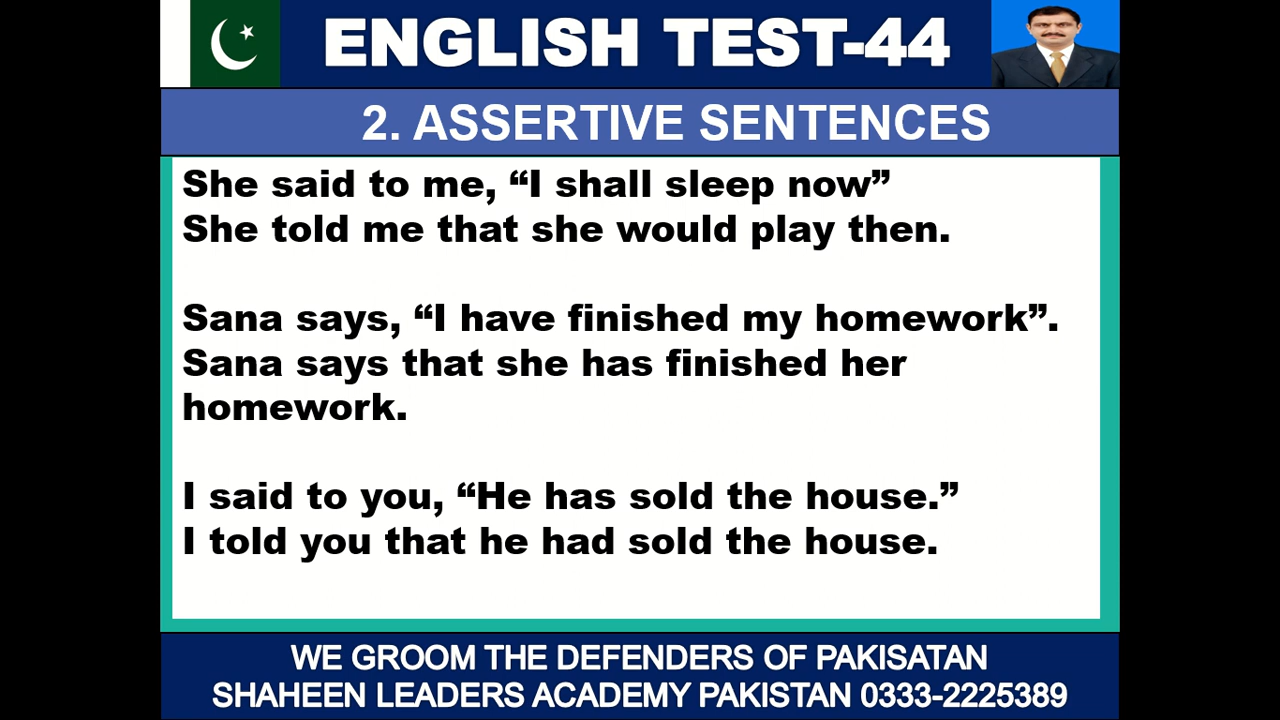 ENGLISH TEST-44
2. ASSERTIVE SENTENCES
She said to me, “I shall sleep now”
She told me that she would play then.
Sana says, “I have finished my homework”.
Sana says that she has finished her
homework.
I said to you, “He has sold the house.”
I told you that he had sold the house.
WE GROOM THE DEFENDERS OF PAKISATAN
SHAHEEN LEADERS ACADEMY PAKISTAN 0333-2225389